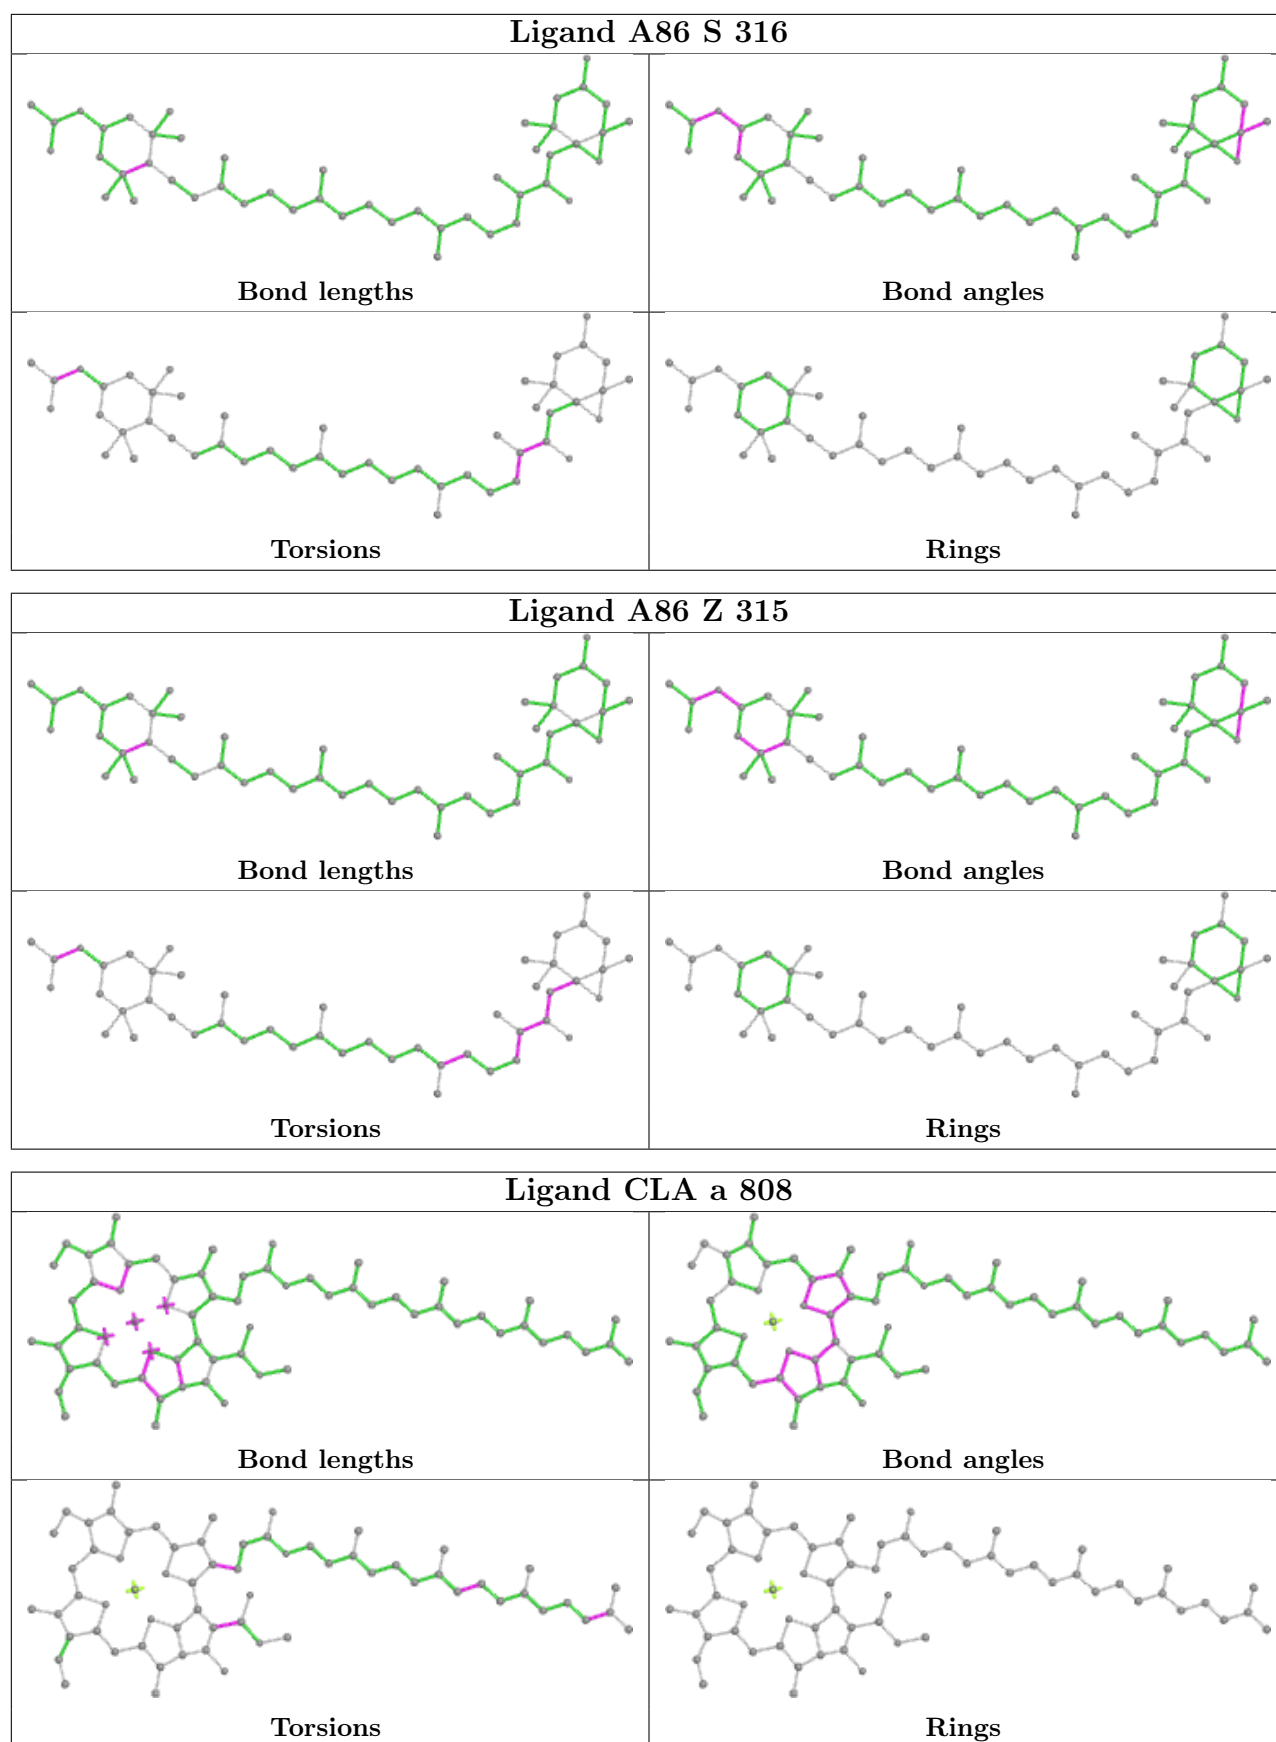 Ligand A86 S 316
Bond lengths
Bond angles
Torsions
Rings
Ligand A86 Z 315
Bond lengths
Bond angles
Torsions
Rings
Ligand CLA a 808
Bond lengths
Bond angles
Torsions
Rings